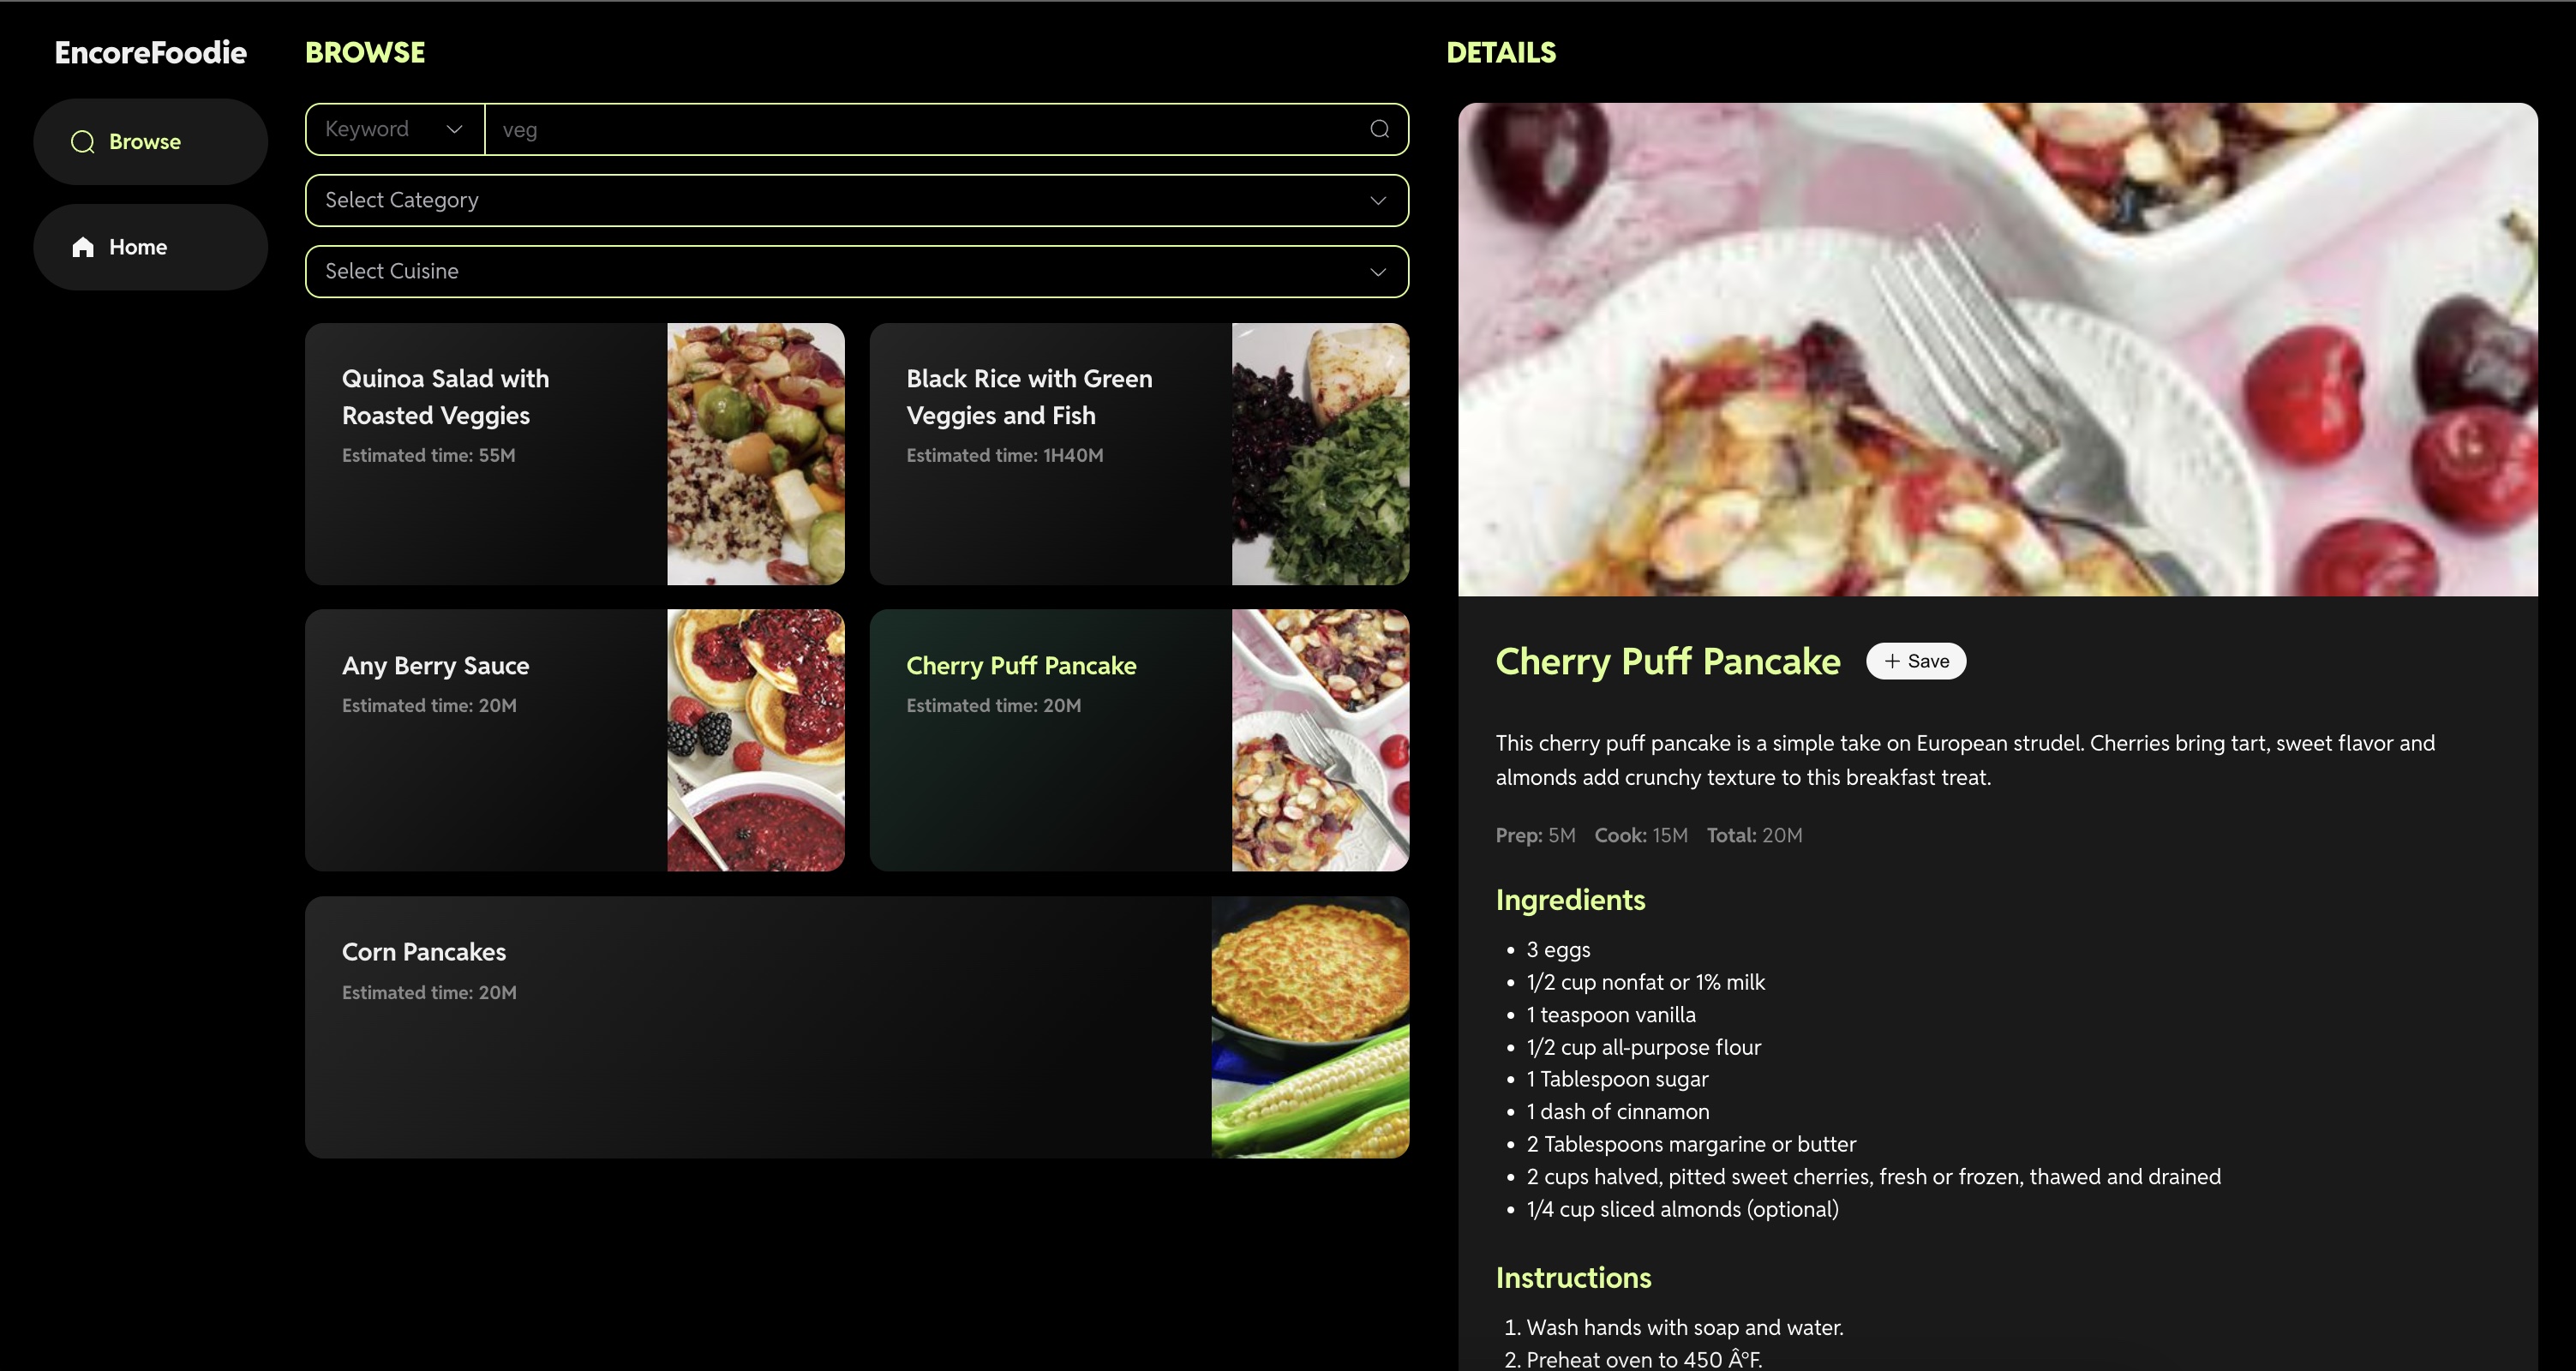 EncoreFoodie
Browse
Home
BROWSE
Keyword
veg
Select Category
Select Cuisine
Quinoa Salad with
Roasted Veggies
Estimated time: 55M
Black Rice with Green
Veggies and Fish
Estimated time: 1H40M
Any Berry Sauce
Estimated time: 20M
Cherry Puff Pancake
Estimated time: 20M
Corn Pancakes
Estimated time: 20M
DETAILS
Cherry Puff Pancake
+ Save
This cherry puff pancake is a simple take on European strudel. Cherries bring tart, sweet flavor and
almonds add crunchy texture to this breakfast treat.
Prep: 5M Cook: 15M Total: 20M
Ingredients
• 3 eggs
• 1/2 cup nonfat or 1% milk
• 1 teaspoon vanilla
• 1/2 cup all-purpose flour
• 1 Tablespoon sugar
• 1 dash of cinnamon
• 2 Tablespoons margarine or butter
• 2 cups halved, pitted sweet cherries, fresh or frozen, thawed and drained
• 1/4 cup sliced almonds (optional)
Instructions
1. Wash hands with soap and water.
2. Preheat oven to 450 Â°F.